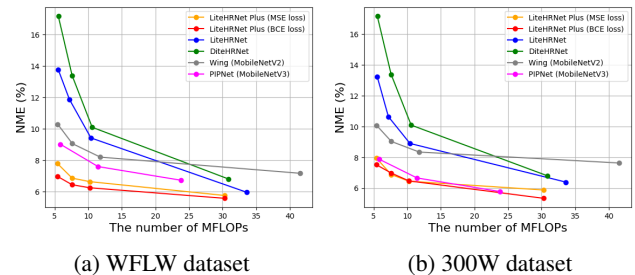 LiteHRNet Plus (MSE loss)
LiteHRNet Plus (BCE loss)
LiteHRNet
DiteHRNet
Wing (MobileNetV2)
PIPNet (MobileNetV3)
NME (%)
16
14
12
10
8
6
5 10 15 20 25 30 35 40
The number of MFLOPs
(a) WFLW dataset
LiteHRNet Plus (MSE loss)
LiteHRNet Plus (BCE loss)
LiteHRNet
DiteHRNet
Wing (MobileNetV2)
PIPNet (MobileNetV3)
NME (%)
16
14
12
10
8
6
5 10 15 20 25 30 35 40
The number of MFLOPs
(b) 300W dataset